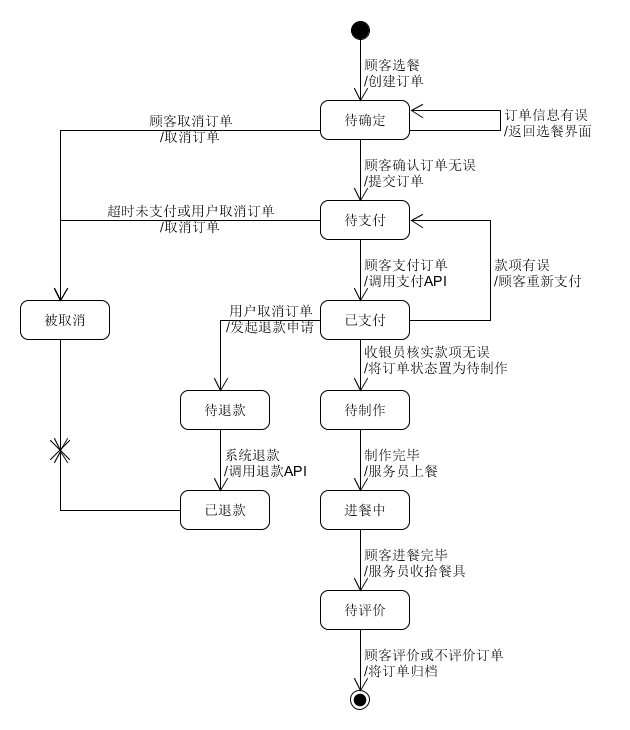 顾客选餐
/创建订单
待确定
订单信息有误
/返回选餐界面
顾客取消订单
/取消订单
顾客确认订单无误
/提交订单
超时未支付或用户取消订单
/取消订单
待支付
顾客支付订单
/调用支付API
款项有误
/顾客重新支付
被取消
用户取消订单
/发起退款申请
已支付
收银员核实款项无误
/将订单状态置为待制作
待退款
待制作
系统退款
/调用退款API
制作完毕
/服务员上餐
已退款
进餐中
顾客进餐完毕
/服务员收拾餐具
待评价
顾客评价或不评价订单
/将订单归档